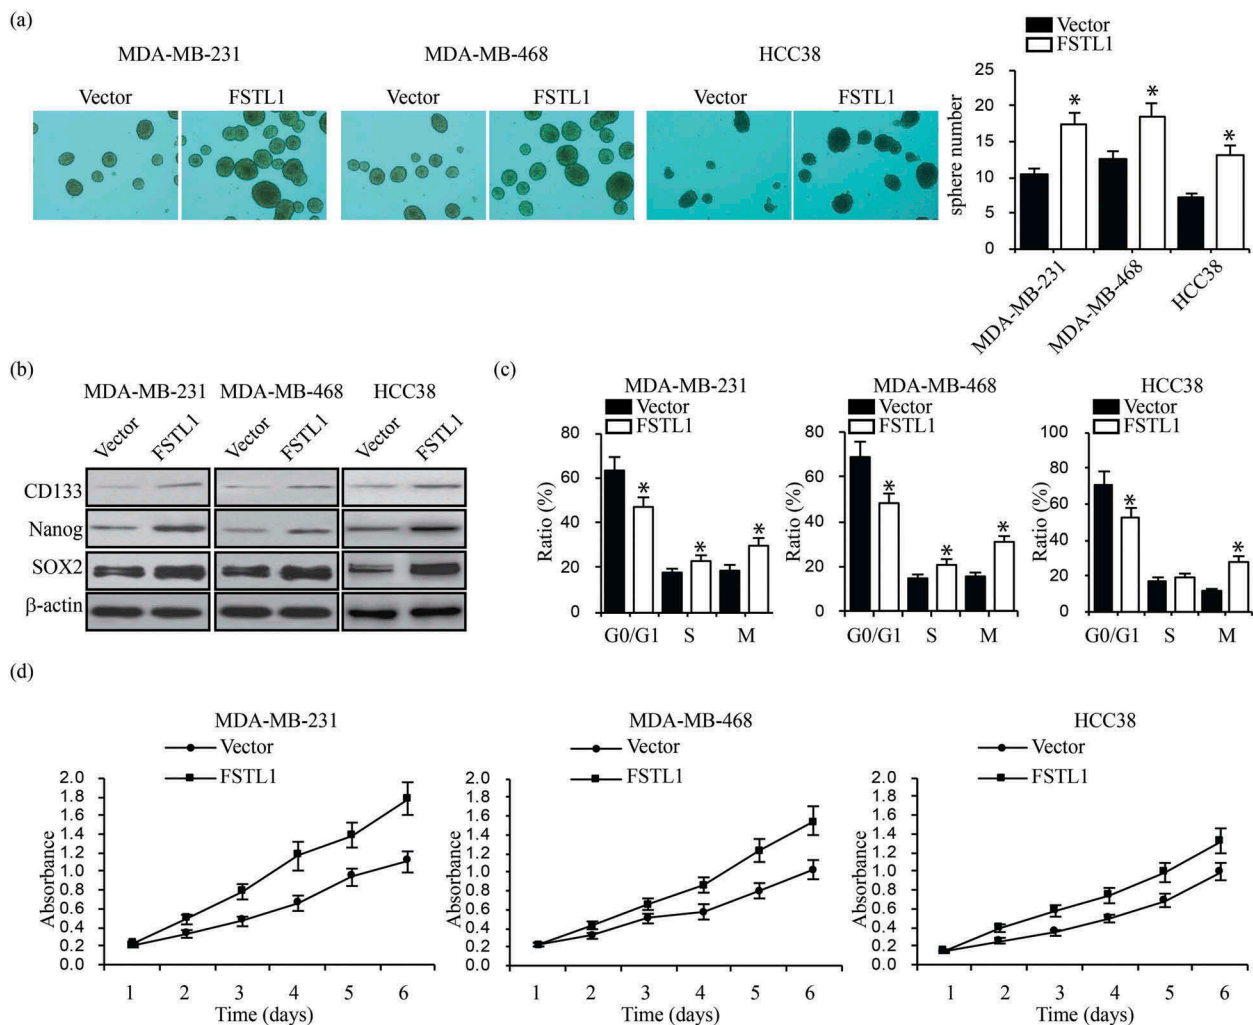 (a)
MDA-MB-231 MDA-MB-468 HCC38
Vector FSTL1 Vector FSTL1 Vector FSTL1
Vector
FSTL1
sphere number
25
20
15
10
5
0
* * *
MDA-MB-231 MDA-MB-468 HCC38
(b)
MDA-MB-231 MDA-MB-468 HCC38
Vector FSTL1 Vector FSTL1 Vector FSTL1
CD133
Nanog
SOX2
β-actin
(c)
MDA-MB-231
Vector
FSTL1
Ratio (%)
80
60
40
20
0
* * *
G0/G1 S M
MDA-MB-468
Vector
FSTL1
Ratio (%)
80
60
40
20
0
* * *
G0/G1 S M
HCC38
Vector
FSTL1
Ratio (%)
100
80
60
40
20
0
* *
G0/G1 S M
(d)
MDA-MB-231
Vector
FSTL1
Absorbance
2.0
1.8
1.6
1.4
1.2
1.0
0.8
0.6
0.4
0.2
0.0
1 2 3 4 5 6
Time (days)
MDA-MB-468
Vector
FSTL1
Absorbance
2.0
1.8
1.6
1.4
1.2
1.0
0.8
0.6
0.4
0.2
0.0
1 2 3 4 5 6
Time (days)
HCC38
Vector
FSTL1
Absorbance
2.0
1.8
1.6
1.4
1.2
1.0
0.8
0.6
0.4
0.2
0.0
1 2 3 4 5 6
Time (days)